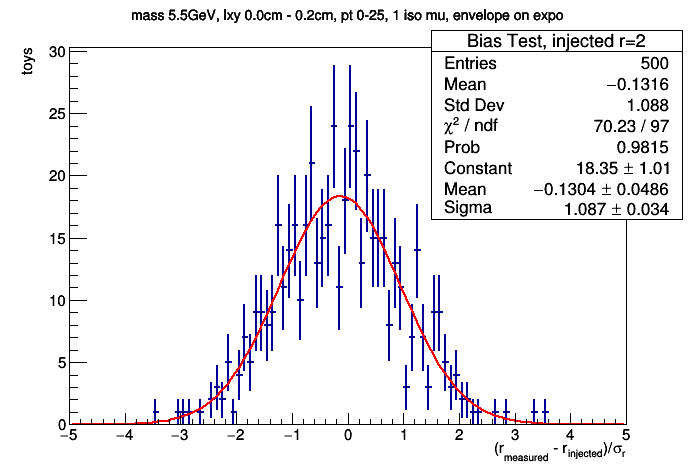 mass 5.5GeV, lxy 0.0cm - 0.2cm, pt 0-25, 1 iso mu, envelope on expo
Bias Test, injected r=2
Entries 500
Mean −0.1316
Std Dev 1.088
χ² / ndf 70.23 / 97
Prob 0.9815
Constant 18.35 ± 1.01
Mean −0.1304 ± 0.0486
Sigma 1.087 ± 0.034
toys
30
25
20
15
10
5
0
−5 −4 −3 −2 −1 0 1 2 3 4 5
(r_measured - r_injected)/σ_r